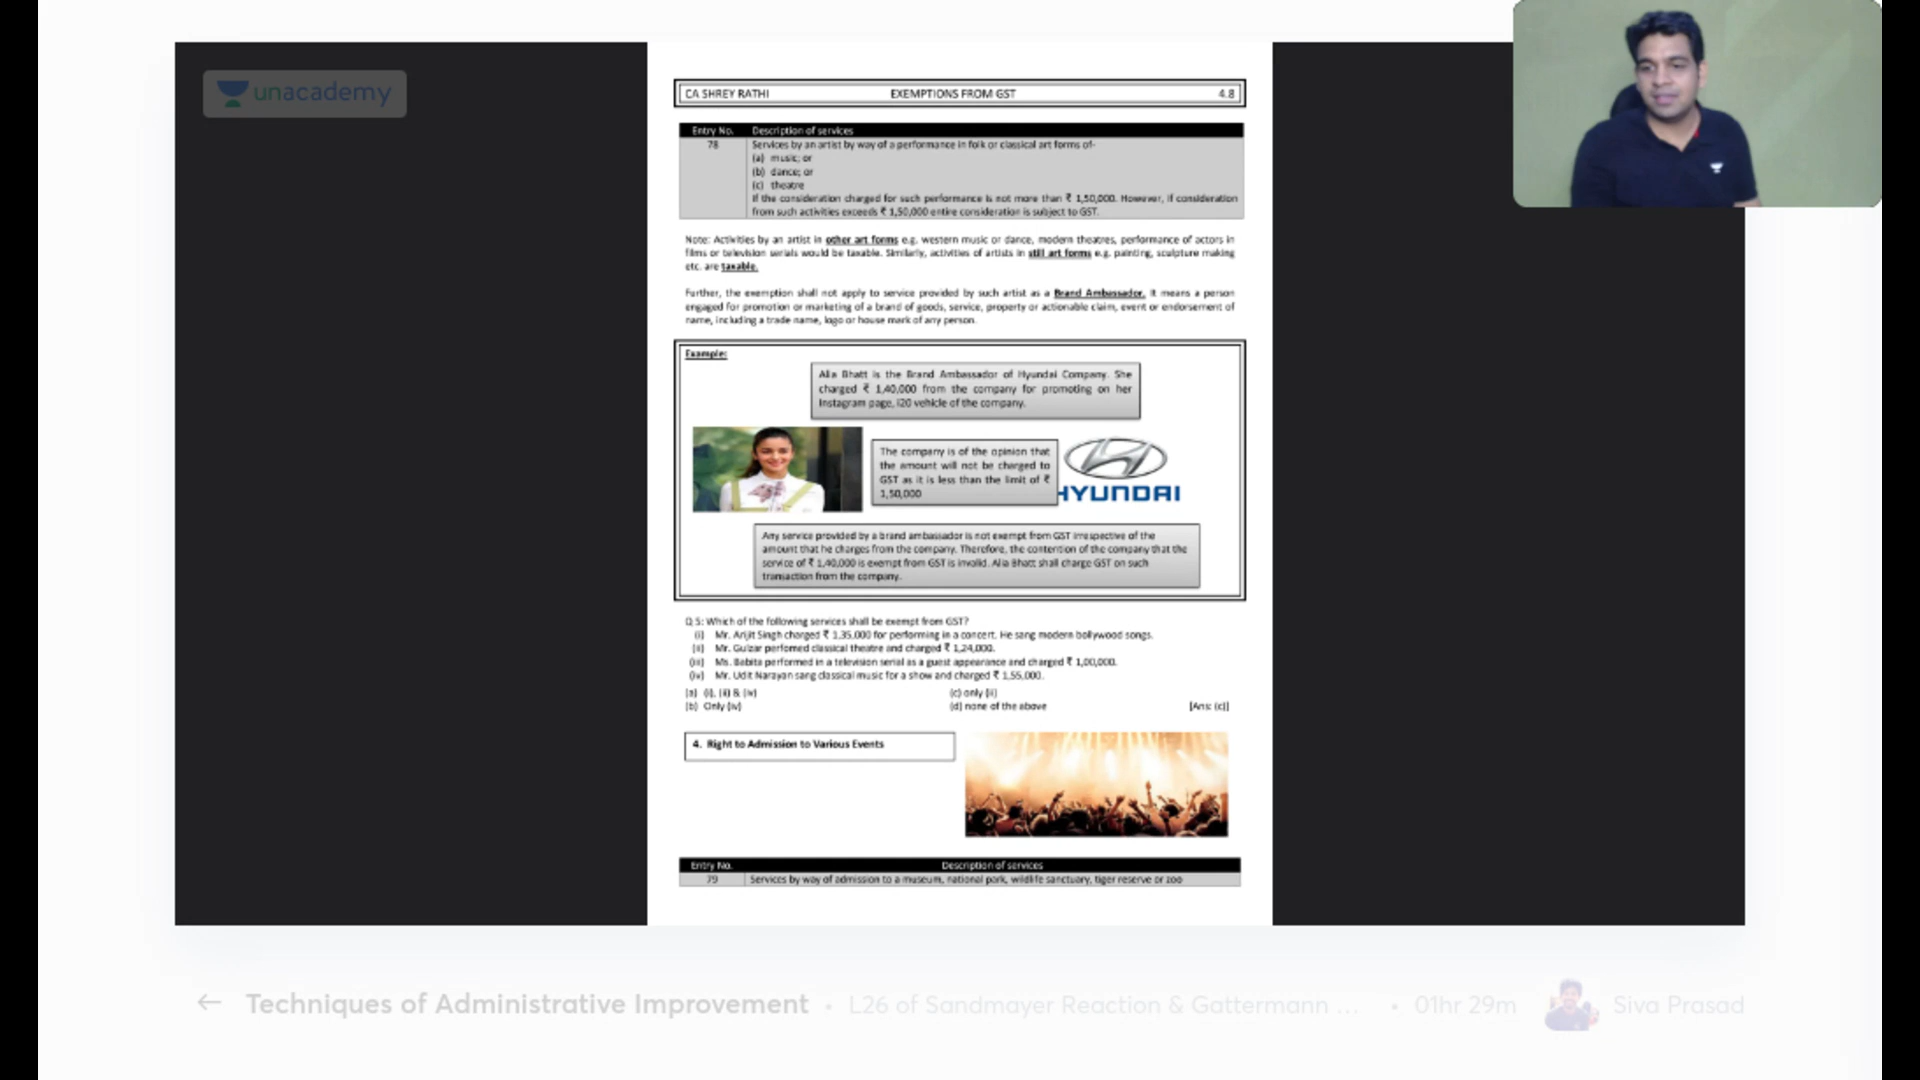 unacademy
CA SHREY RATHI EXEMPTIONS FROM GST 4.8
Entry No. Description of services
78 Services by an artist by way of a performance in folk or classical art forms of-
(a) music; or
(b) dance; or
(c) theatre
If the consideration charged for such performance is not more than ₹ 1,50,000. However, if consideration
from such activities exceeds ₹ 1,50,000 entire consideration is subject to GST.
Note: Activities by an artist in other art forms e.g. western music or dance, modern theatres, performance of actors in
films or television serials would be taxable. Similarly, activities of artists in still art forms e.g. painting, sculpture making
etc. are taxable.
Further, the exemption shall not apply to service provided by such artist as a Brand Ambassador. It means a person
engaged for promotion or marketing of a brand of goods, service, property or actionable claim, event or endorsement of
name, including a trade name, logo or house mark of any person.
Example:
Alia Bhatt is the Brand Ambassador of Hyundai Company. She
charged ₹ 1,40,000 from the company for promoting on her
Instagram page, i20 vehicle of the company.
The company is of the opinion that
the amount will not be charged to
GST as it is less than the limit of ₹
1,50,000
HYUNDAI
Any service provided by a brand ambassador is not exempt from GST irrespective of the
amount that he charges from the company. Therefore, the contention of the company that the
service of ₹ 1,40,000 is exempt from GST is invalid. Alia Bhatt shall charge GST on such
transaction from the company.
Q 5: Which of the following services shall be exempt from GST?
(i) Mr. Arijit Singh charged ₹ 1,35,000 for performing in a concert. He sang modern bollywood songs.
(ii) Mr. Gulzar perfomed classical theatre and charged ₹ 1,24,000.
(iii) Ms. Babita performed in a television serial as a guest appearance and charged ₹ 1,00,000.
(iv) Mr. Udit Narayan sang classical music for a show and charged ₹ 1,55,000.
(a) (i), (ii) & (iv) (c) only (ii)
(b) Only (iv) (d) none of the above [Ans: (c)]
4. Right to Admission to Various Events
Entry No. Description of services
79 Services by way of admission to a museum, national park, wildlife sanctuary, tiger reserve or zoo
Techniques of Administrative Improvement • L26 of Sandmayer Reaction & Gattermann ... • 01hr 29m Siva Prasad